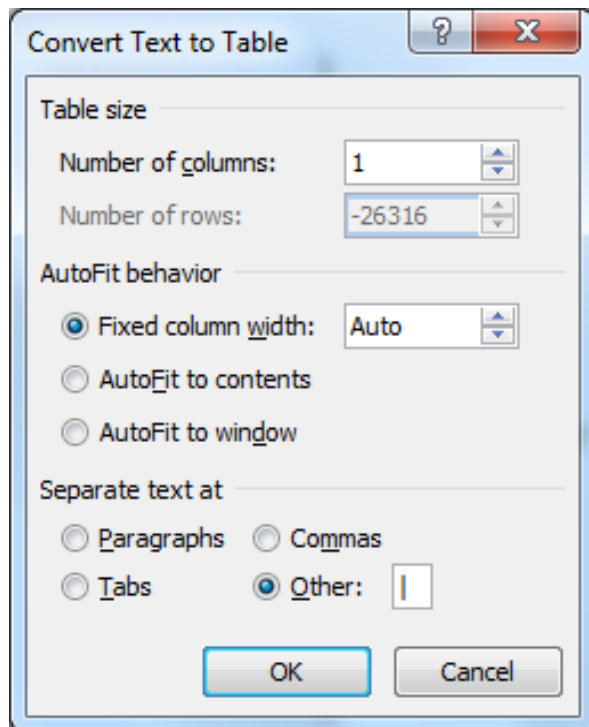 Convert Text to Table
?
Table size
Number of columns: 1
Number of rows: -26316
AutoFit behavior
Fixed column width: Auto
AutoFit to contents
AutoFit to window
Separate text at
Paragraphs Commas
Tabs Other: |
OK Cancel